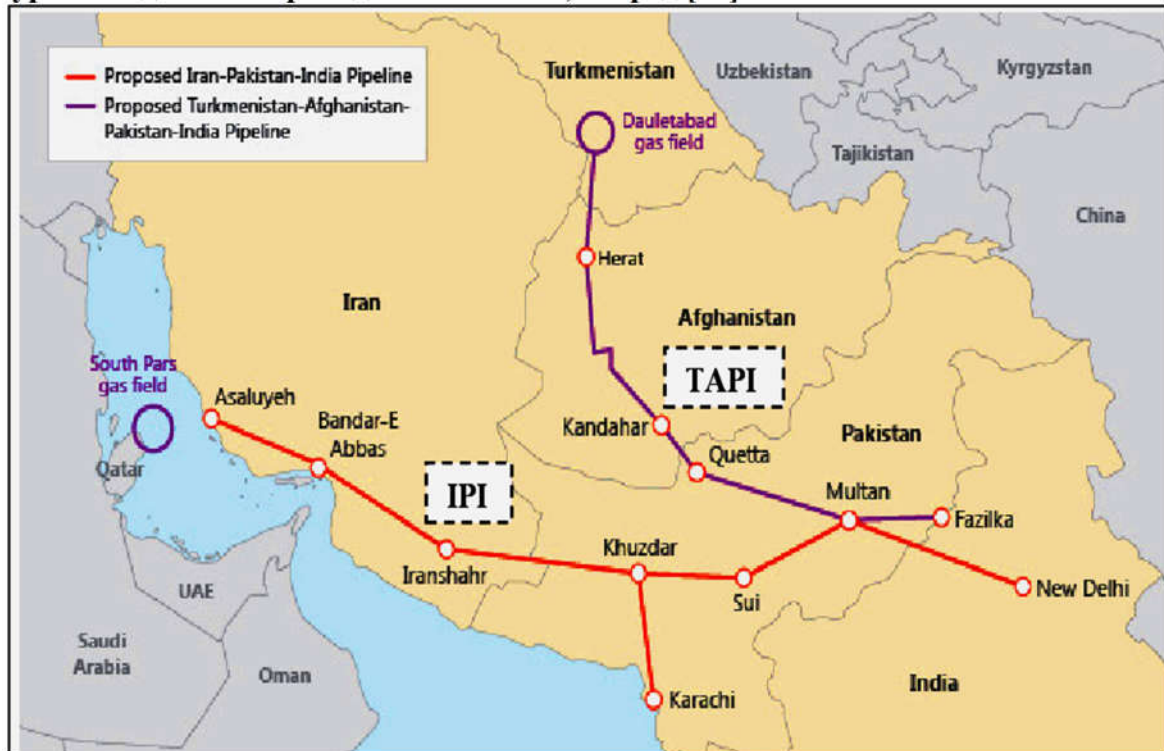 Proposed Iran-Pakistan-India Pipeline
Proposed Turkmenistan-Afghanistan-
Pakistan-India Pipeline
Turkmenistan
Uzbekistan
Kyrgyzstan
Dauletabad
gas field
Tajikistan
China
Herat
Iran
Afghanistan
South Pars
gas field
TAPI
Asaluyeh
Bandar-E
Abbas
Kandahar
Pakistan
Quetta
Qatar
IPI
Multan
Fazilka
Khuzdar
Iranshahr
Sui
New Delhi
UAE
Saudi
Arabia
Oman
Karachi
India